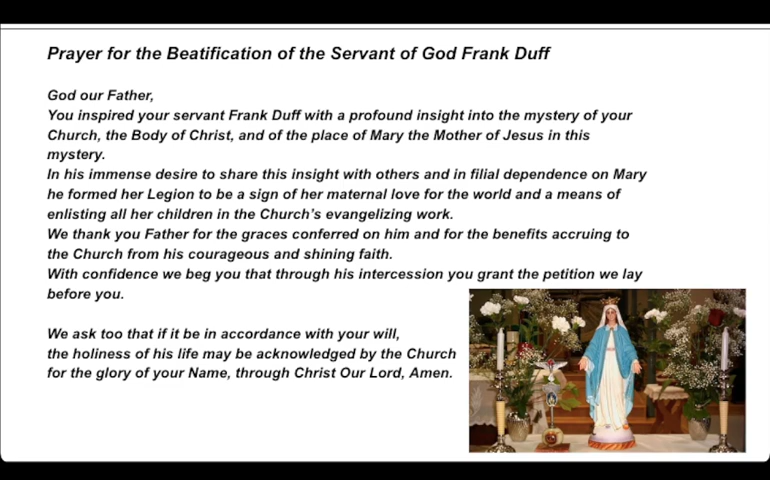 Prayer for the Beatification of the Servant of God Frank Duff
God our Father,
You inspired your servant Frank Duff with a profound insight into the mystery of your
Church, the Body of Christ, and of the place of Mary the Mother of Jesus in this
mystery.
In his immense desire to share this insight with others and in filial dependence on Mary
he formed her Legion to be a sign of her maternal love for the world and a means of
enlisting all her children in the Church's evangelizing work.
We thank you Father for the graces conferred on him and for the benefits accruing to
the Church from his courageous and shining faith.
With confidence we beg you that through his intercession you grant the petition we lay
before you.
We ask too that if it be in accordance with your will,
the holiness of his life may be acknowledged by the Church
for the glory of your Name, through Christ Our Lord, Amen.